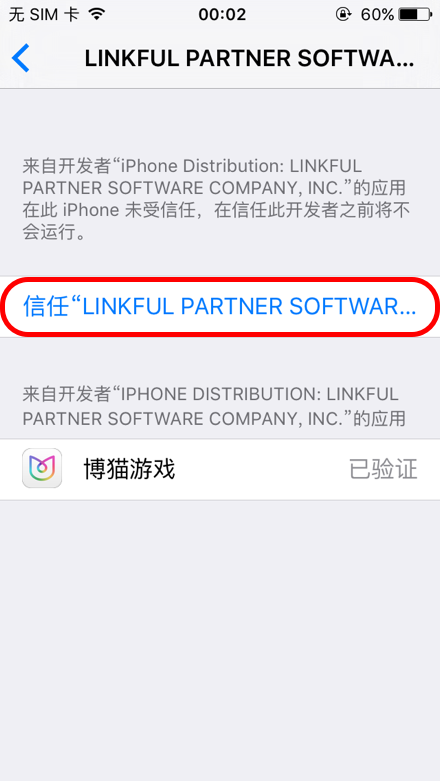 无 SIM 卡 00:02 60%
LINKFUL PARTNER SOFTWA...
来自开发者“iPhone Distribution: LINKFUL
PARTNER SOFTWARE COMPANY, INC.”的应用
在此 iPhone 未受信任，在信任此开发者之前将不
会运行。
信任“LINKFUL PARTNER SOFTWAR...
来自开发者“IPHONE DISTRIBUTION: LINKFUL
PARTNER SOFTWARE COMPANY, INC.”的应用
博猫游戏 已验证